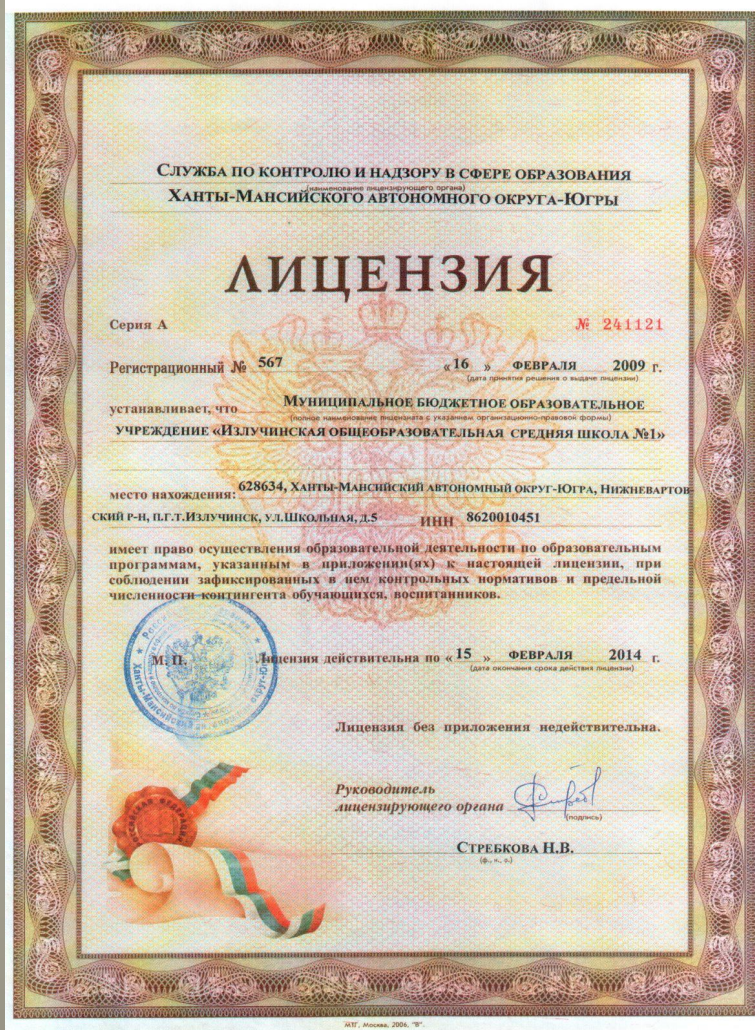 Служба по контролю и надзору в сфере образования
(наименование лицензирующего органа)
Ханты-Мансийского автономного округа-Югры
ЛИЦЕНЗИЯ
Серия А № 241121
Регистрационный № 567 «16» ФЕВРАЛЯ 2009 г.
(дата принятия решения о выдаче лицензии)
устанавливает, что Муниципальное бюджетное образовательное
(полное наименование лицензиата с указанием организационно-правовой формы)
учреждение «Излучинская общеобразовательная средняя школа №1»
место нахождения: 628634, Ханты-Мансийский автономный округ-Югра, Нижневартов-
ский р-н, п.г.т.Излучинск, ул.Школьная, д.5 ИНН 8620010451
имеет право осуществления образовательной деятельности по образовательным
программам, указанным в приложении(ях) к настоящей лицензии, при
соблюдении зафиксированных в нем контрольных нормативов и предельной
численности контингента обучающихся, воспитанников.
М. П. Лицензия действительна по «15» ФЕВРАЛЯ 2014 г.
(дата окончания срока действия лицензии)
Ханты-Мансийский
Лицензия без приложения недействительна.
Руководитель
лицензирующего органа
(подпись)
РОССИЙСКАЯ ФЕДЕРАЦИЯ
Стребкова Н.В.
(ф., и., о.)
МТГ, Москва, 2006, "В".